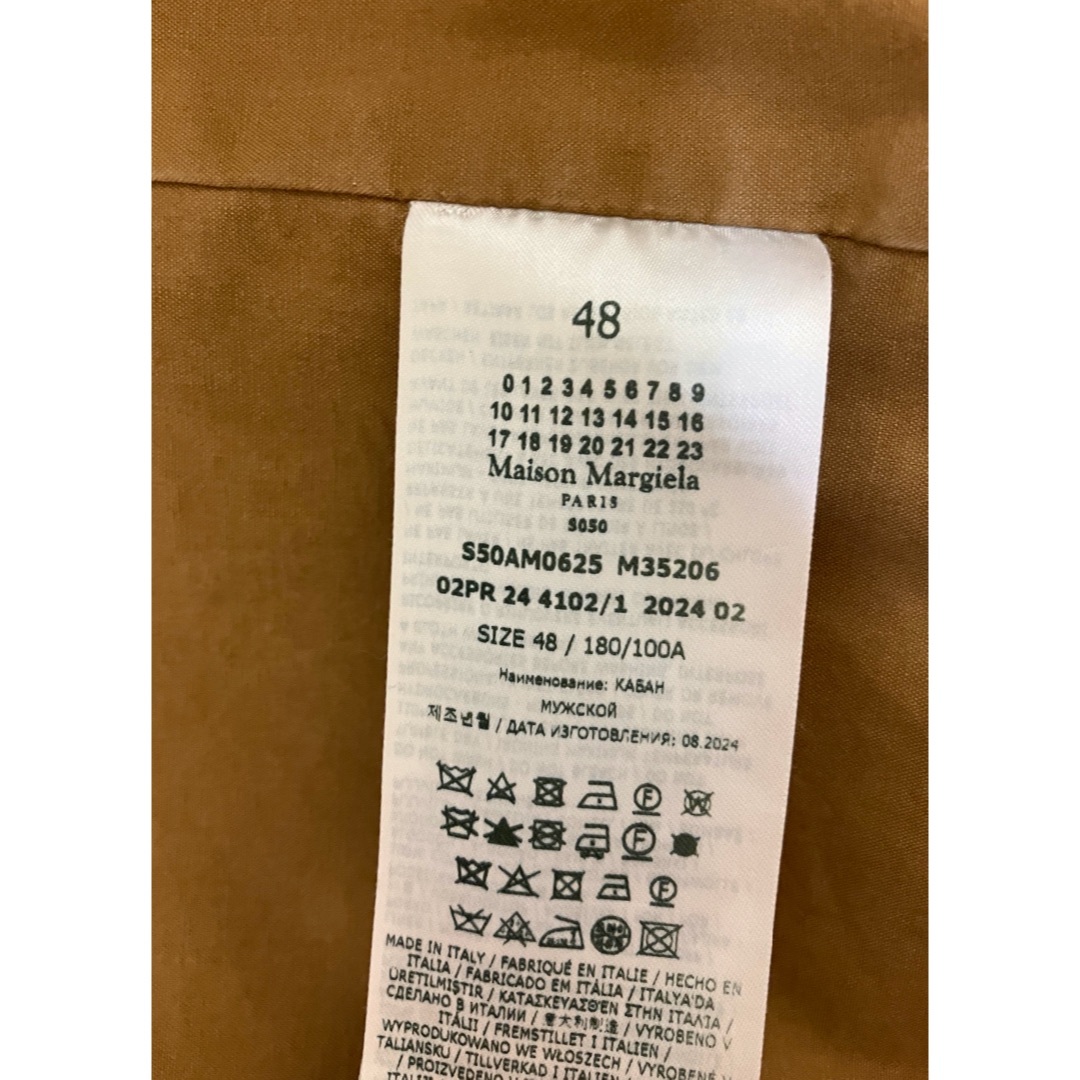 48
0 1 2 3 4 5 6 7 8 9
10 11 12 13 14 15 16
17 18 19 20 21 22 23
Maison Margiela
PARIS
S050
S50AM0625 M35206
02PR 24 4102/1 2024 02
SIZE 48 / 180/100A
Наименование: КАБАН
МУЖСКОЙ
제조년월 / ДАТА ИЗГОТОВЛЕНИЯ: 08.2024
MADE IN ITALY / FABRIQUÉ EN ITALIE / HECHO EN
ITALIA / FABRICADO EM ITÁLIA / ITALYA'DA
ÜRETILMIŞTIR / ΚΑΤΑΣΚΕΥΑΣΘΕΝ ΣΤΗΝ ΙΤΑΛΙΑ /
СДЕЛАНО В ИТАЛИИ / 意大利制造 / VYROBENO V
ITÁLII / FREMSTILLET I ITALIEN /
WYPRODUKOWANO WE WŁOSZECH / VYROBENÉ V
TALIANSKU / TILLVERKAD I ITALIEN
/ PROIZVEDENO